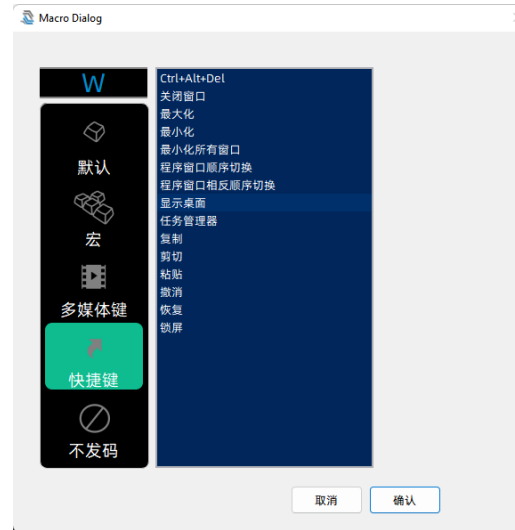 Macro Dialog
W
默认
宏
多媒体键
快捷键
不发码
Ctrl+Alt+Del
关闭窗口
最大化
最小化
最小化所有窗口
程序窗口顺序切换
程序窗口相反顺序切换
显示桌面
任务管理器
复制
剪切
粘贴
撤消
恢复
锁屏
取消
确认